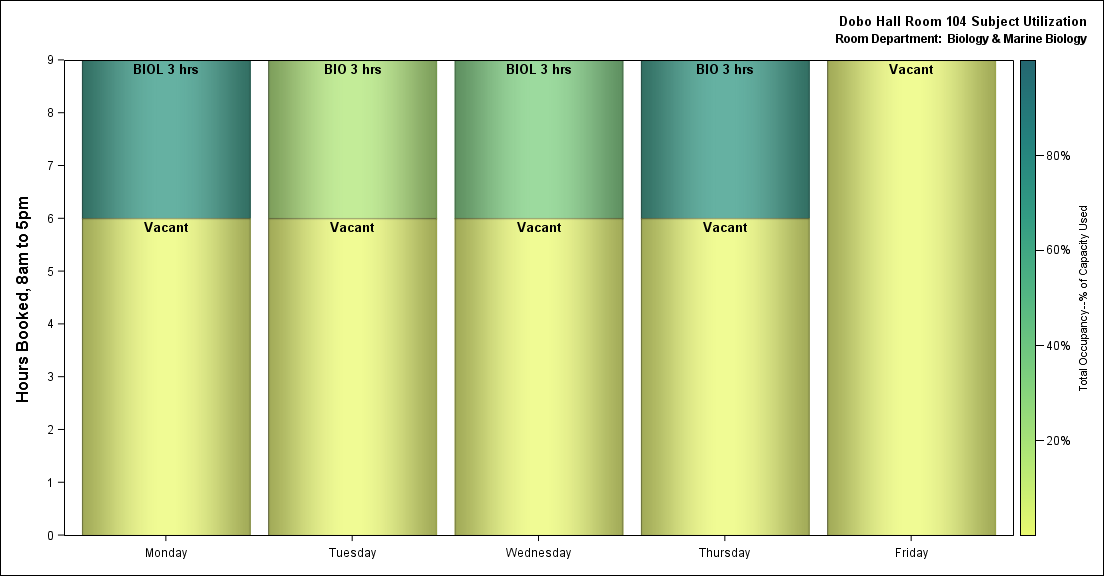 Dobo Hall Room 104 Subject Utilization
Room Department: Biology & Marine Biology
Hours Booked, 8am to 5pm
9
8
7
6
5
4
3
2
1
0
BIOL 3 hrs
BIO 3 hrs
BIOL 3 hrs
BIO 3 hrs
Vacant
Vacant
Vacant
Vacant
Vacant
Monday
Tuesday
Wednesday
Thursday
Friday
80%
60%
40%
20%
Total Occupancy--% of Capacity Used